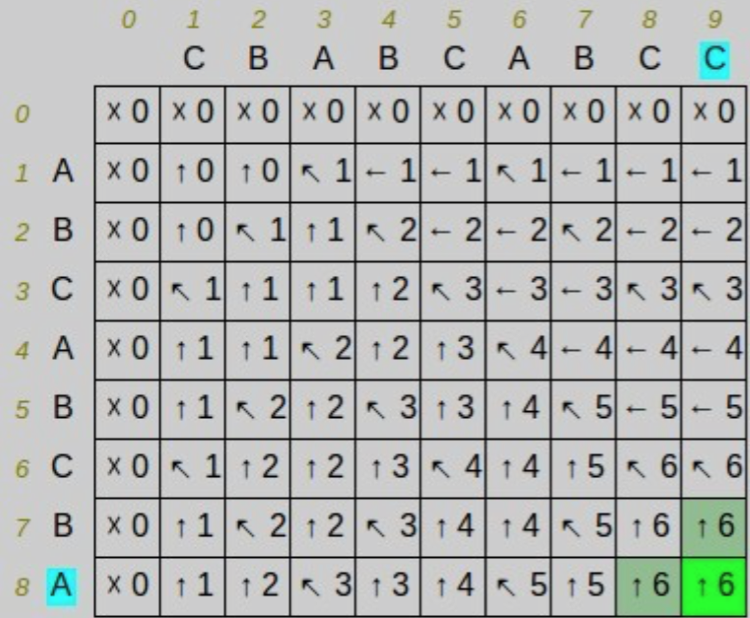 0 1 2 3 4 5 6 7 8 9
C B A B C A B C C
0 x 0 x 0 x 0 x 0 x 0 x 0 x 0 x 0 x 0 x 0
1 A x 0 ↑ 0 ↑ 0 ↖ 1 ← 1 ← 1 ↖ 1 ← 1 ← 1 ← 1
2 B x 0 ↑ 0 ↖ 1 ↑ 1 ↖ 2 ← 2 ← 2 ↖ 2 ← 2 ← 2
3 C x 0 ↖ 1 ↑ 1 ↑ 1 ↑ 2 ↖ 3 ← 3 ← 3 ↖ 3 ↖ 3
4 A x 0 ↑ 1 ↑ 1 ↖ 2 ↑ 2 ↑ 3 ↖ 4 ← 4 ← 4 ← 4
5 B x 0 ↑ 1 ↖ 2 ↑ 2 ↖ 3 ↑ 3 ↑ 4 ↖ 5 ← 5 ← 5
6 C x 0 ↖ 1 ↑ 2 ↑ 2 ↑ 3 ↖ 4 ↑ 4 ↑ 5 ↖ 6 ↖ 6
7 B x 0 ↑ 1 ↖ 2 ↑ 2 ↖ 3 ↑ 4 ↑ 4 ↖ 5 ↑ 6 ↑ 6
8 A x 0 ↑ 1 ↑ 2 ↖ 3 ↑ 3 ↑ 4 ↖ 5 ↑ 5 ↑ 6 ↑ 6